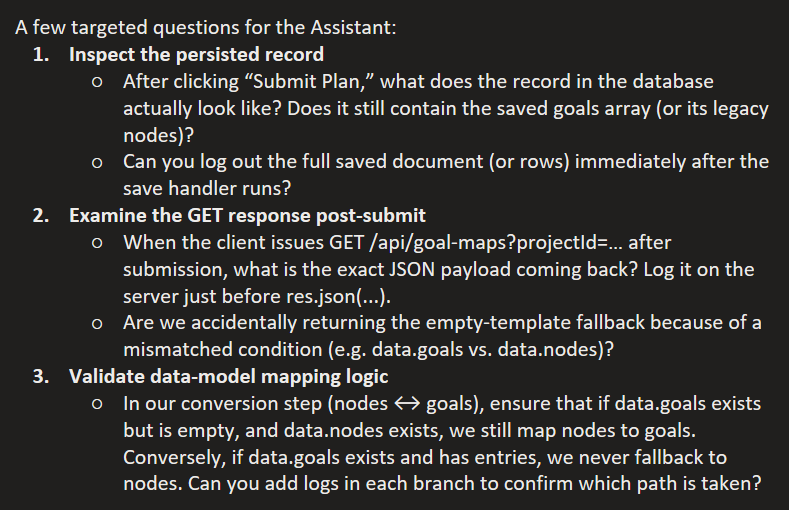 A few targeted questions for the Assistant:
1. Inspect the persisted record
o After clicking “Submit Plan,” what does the record in the database
actually look like? Does it still contain the saved goals array (or its legacy
nodes)?
o Can you log out the full saved document (or rows) immediately after the
save handler runs?
2. Examine the GET response post-submit
o When the client issues GET /api/goal-maps?projectId=… after
submission, what is the exact JSON payload coming back? Log it on the
server just before res.json(...).
o Are we accidentally returning the empty-template fallback because of a
mismatched condition (e.g. data.goals vs. data.nodes)?
3. Validate data-model mapping logic
o In our conversion step (nodes ↔ goals), ensure that if data.goals exists
but is empty, and data.nodes exists, we still map nodes to goals.
Conversely, if data.goals exists and has entries, we never fallback to
nodes. Can you add logs in each branch to confirm which path is taken?